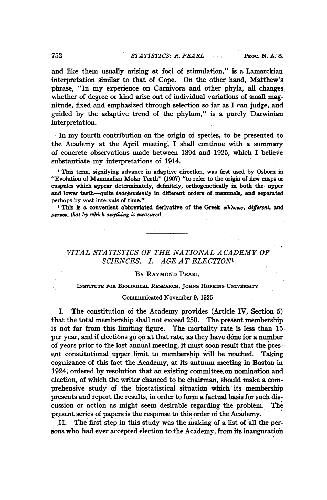 752 STATISTICS: R. PEARL PROC. N. A. S.
and like them usually arising at foci of stimulation," is a Lamarckian
interpretation similar to that of Cope. On the other hand, Matthew's
phrase, "In my experience on Carnivora and other phyla, all changes
whether of degree or kind arise out of individual variations of small mag-
nitude, fixed and emphasized through selection so far as I can judge, and
guided by the adaptive trend of the phylum," is a purely Darwinian
interpretation.
In my fourth contribution on the origin of species, to be presented to
the Academy at the April meeting, I shall continue with a summary
of concrete observations made between 1894 and 1925, which I believe
substantiate my interpretations of 1914.
This term, signifying advance in adaptive direction, was first used by Osborn in
"Evolution of Mammalian Molar Teeth" (1907) "to refer to the origin of new cusps or
cuspules which appear determinately, definitely, orthogenetically in both the upper
and lower teeth—quite independently in different orders of mammals, and separated
perhaps by vast intervals of time."
This is a convenient abbreviated derivative of the Greek different, and
that by which anything is measured.
VITAL STATISTICS OF THE NATIONAL ACADEMY OF
SCIENCES. I. AGE AT ELECTION
BY RAYMOND PEARL
INSTITUTE FOR BIOLOGICAL RESEARCH, JOHNS HOPKINS UNIVERSITY
Communicated November 9, 1925
I. The constitution of the Academy provides (Article IV, Section 5)
that the total membership shall not exceed 250. The present membership
is not far from this limiting figure. The mortality rate is less than 15
per year, and if elections go on at that rate, as they have done for a number
of years prior to the last annual meeting, it must soon result that the pres-
ent constitutional upper limit to membership will be reached. Taking
cognizance of this fact the Academy, at its autumn meeting in Boston in
1924, ordered by resolution that an existing committee on nomination and
election, of which the writer chanced to be chairman, should make a com-
prehensive study of the biostatistical situation which its membership
presents and report the results, in order to form a factual basis for such dis-
cussion or action as might seem desirable regarding the problem. The
present series of papers is the response to this order of the Academy.
II. The first step in this study was the making of a list of all the per-
sons who had ever accepted election to the Academy, from its inauguration